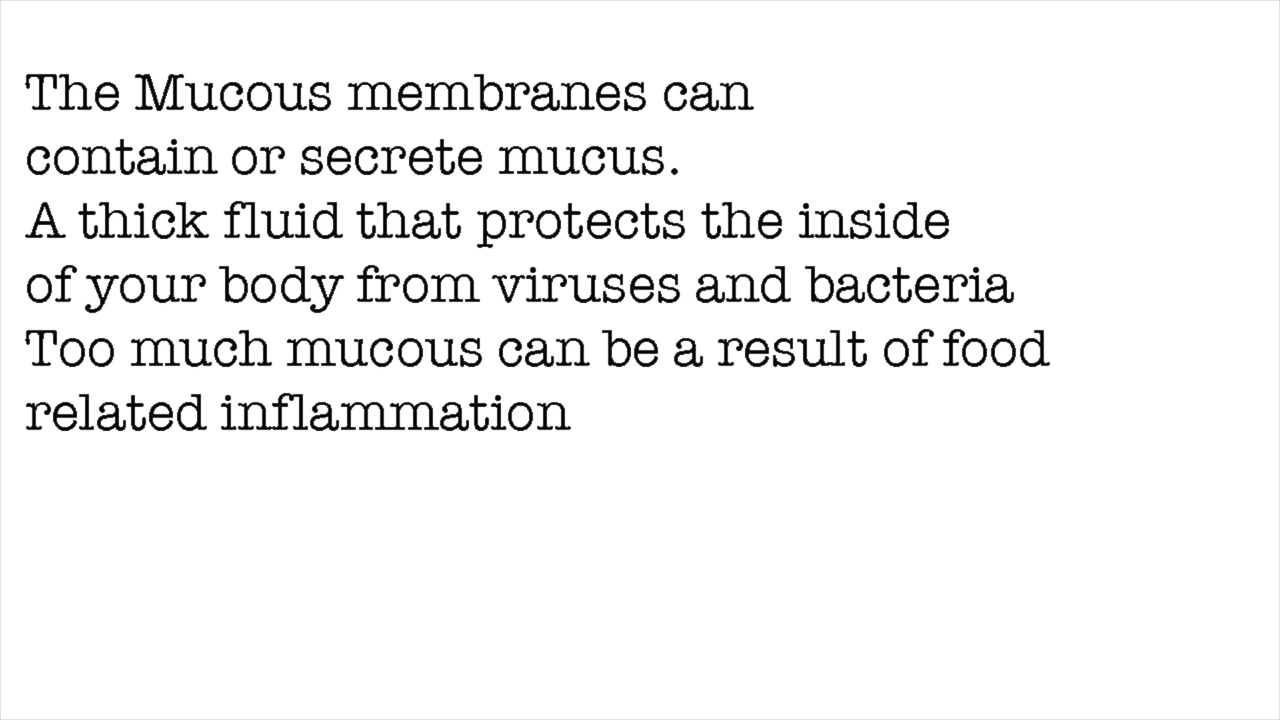 The Mucous membranes can
contain or secrete mucus.
A thick fluid that protects the inside
of your body from viruses and bacteria
Too much mucous can be a result of food
related inflammation